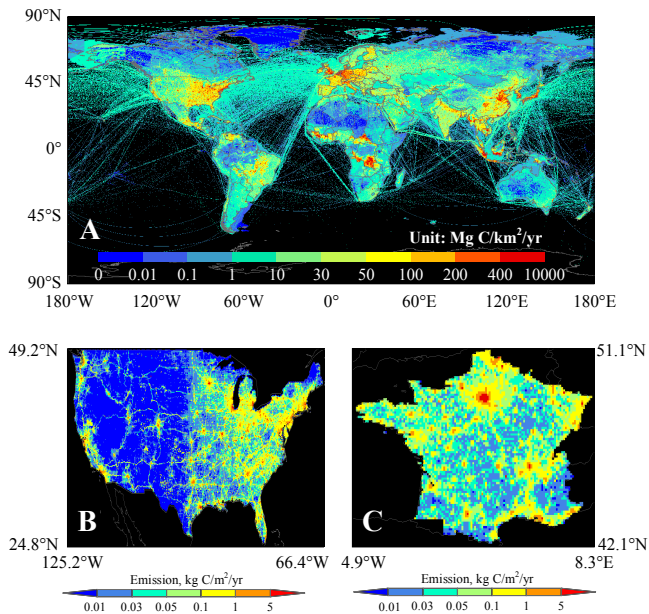 90°N
45°N
0°
45°S
90°S
A
Unit: Mg C/km²/yr
0 0.01 0.1 1 10 30 50 100 200 400 10000
180°W 120°W 60°W 0° 60°E 120°E 180°E
49.2°N
24.8°N
B
125.2°W 66.4°W
Emission, kg C/m²/yr
0.01 0.03 0.05 0.1 1 5
51.1°N
42.1°N
C
4.9°W 8.3°E
Emission, kg C/m²/yr
0.01 0.03 0.05 0.1 1 5